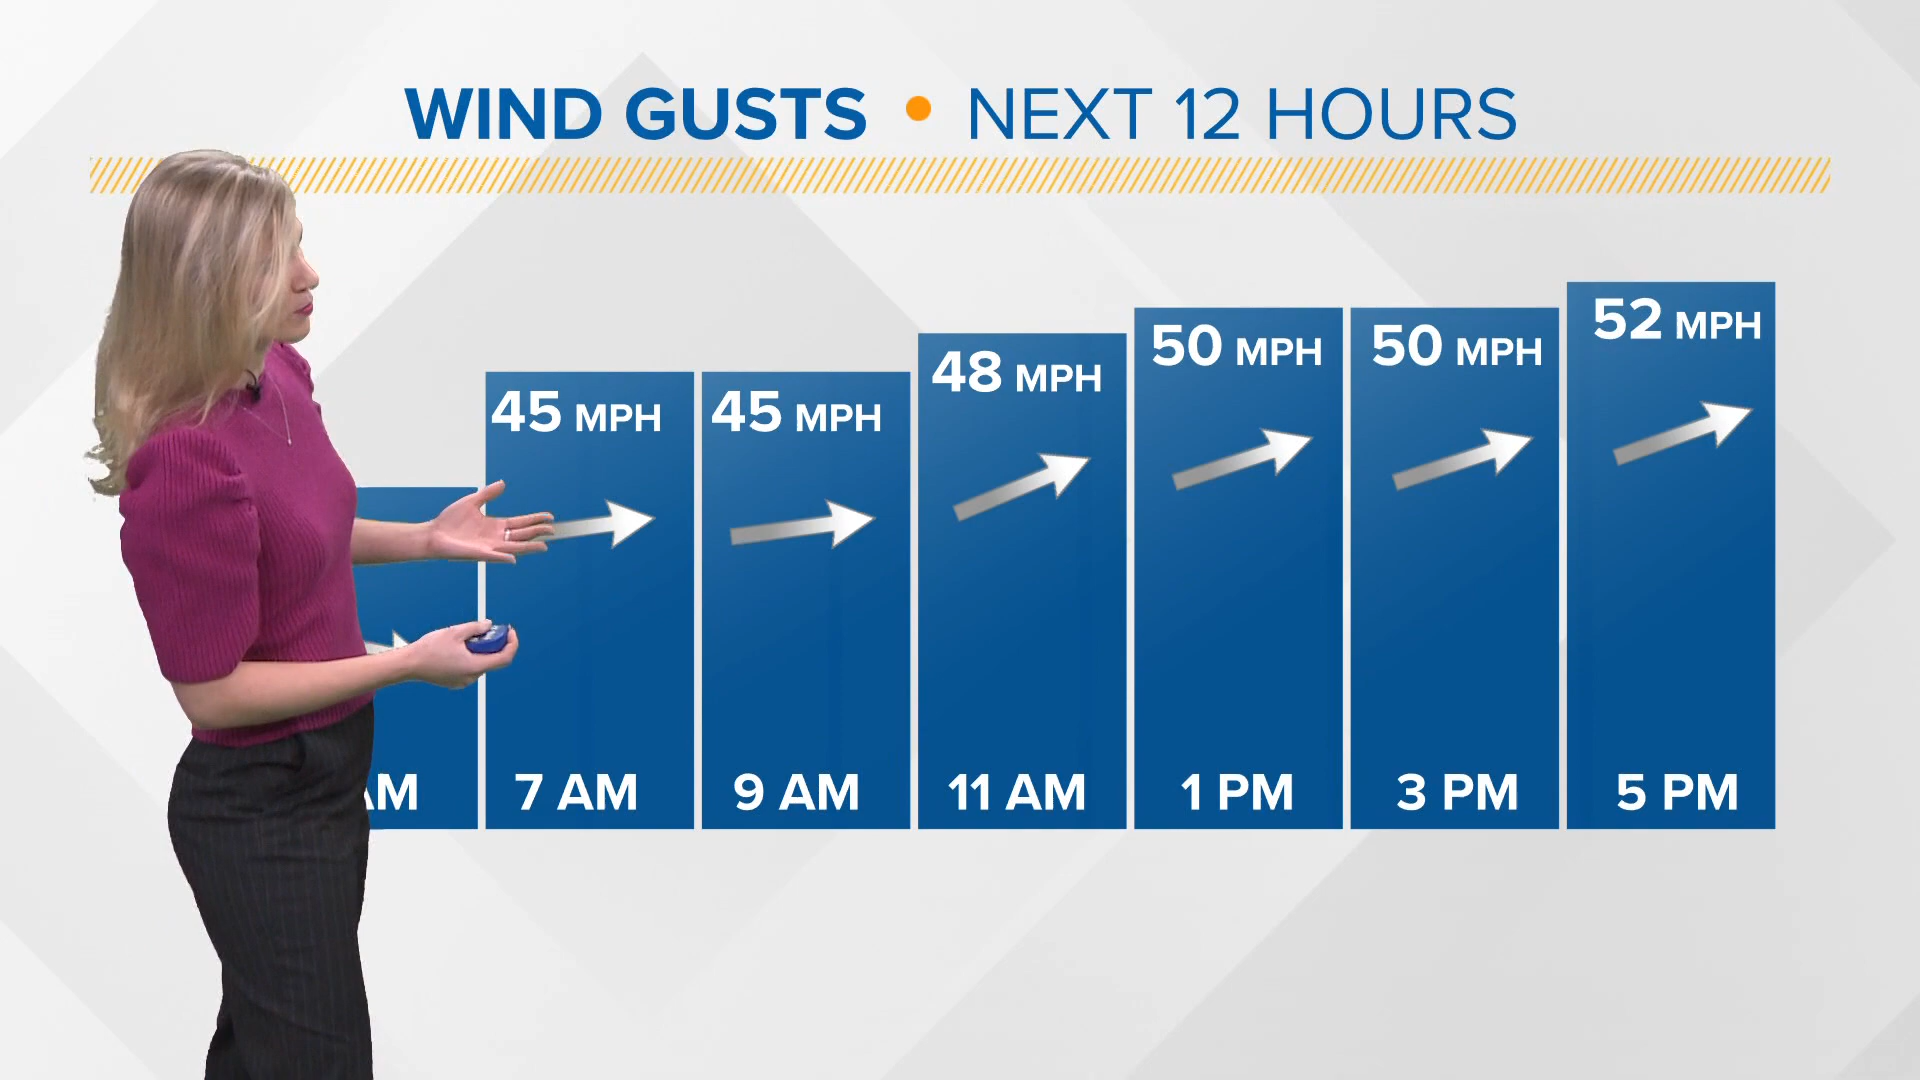 WIND GUSTS • NEXT 12 HOURS
45 MPH 45 MPH 48 MPH 50 MPH 50 MPH 52 MPH
AM 7 AM 9 AM 11 AM 1 PM 3 PM 5 PM